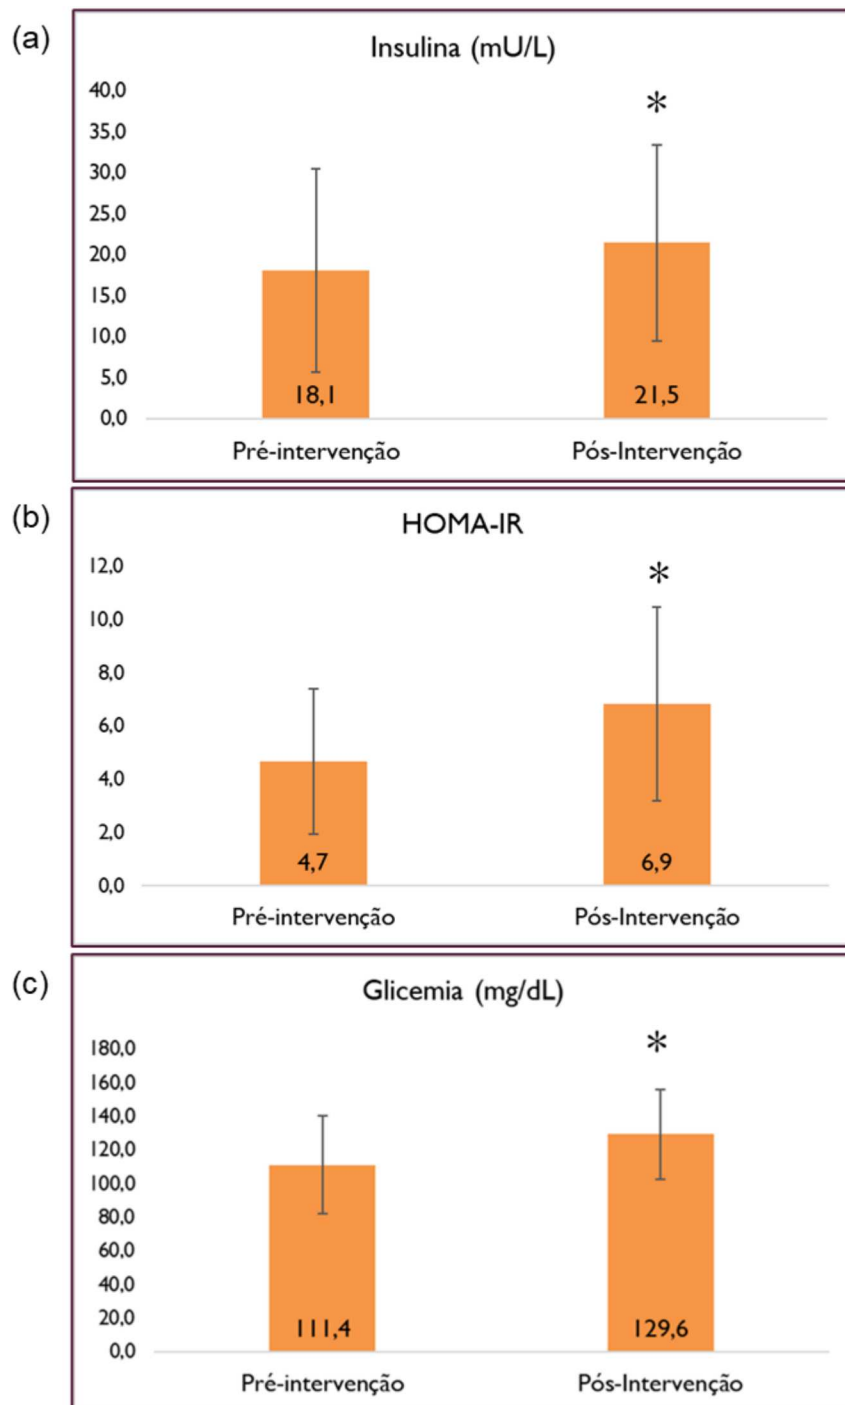 (a)
Insulina (mU/L)
40,0
35,0
30,0
25,0
20,0
15,0
10,0
5,0
0,0
*
18,1
21,5
Pré-intervenção
Pós-Intervenção
(b)
HOMA-IR
12,0
10,0
8,0
6,0
4,0
2,0
0,0
*
4,7
6,9
Pré-intervenção
Pós-Intervenção
(c)
Glicemia (mg/dL)
180,0
160,0
140,0
120,0
100,0
80,0
60,0
40,0
20,0
0,0
*
111,4
129,6
Pré-intervenção
Pós-Intervenção